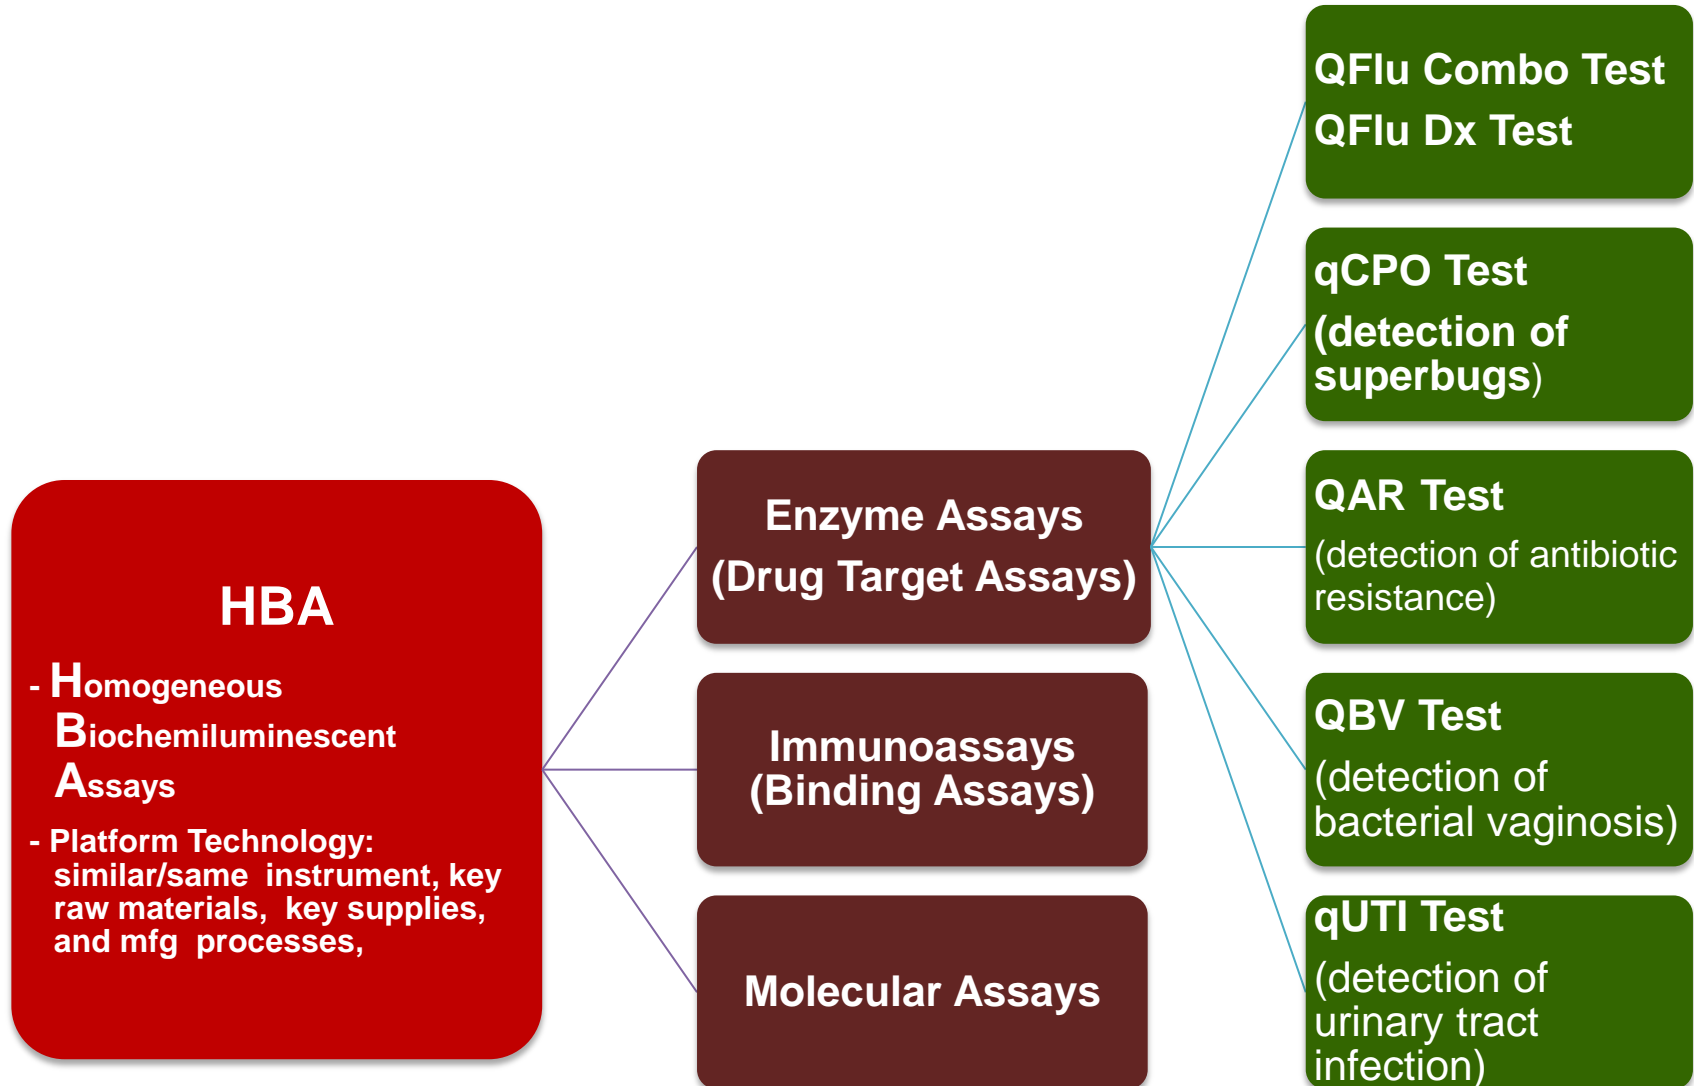 HBA
- Homogeneous
Biochemiluminescent
Assays
- Platform Technology:
similar/same instrument, key
raw materials, key supplies,
and mfg processes,
Enzyme Assays
(Drug Target Assays)
Immunoassays
(Binding Assays)
Molecular Assays
QFlu Combo Test
QFlu Dx Test
qCPO Test
(detection of
superbugs)
QAR Test
(detection of antibiotic
resistance)
QBV Test
(detection of
bacterial vaginosis)
qUTI Test
(detection of
urinary tract
infection)